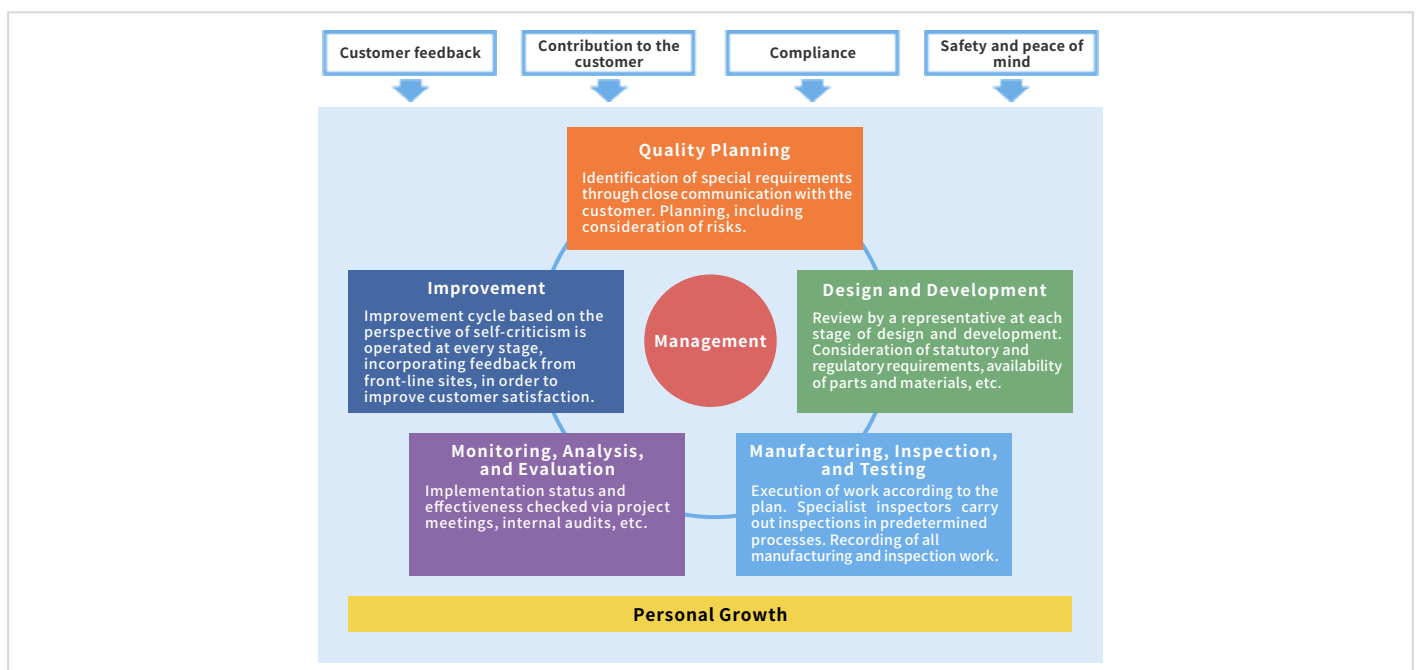 Customer feedback
Contribution to the
customer
Compliance
Safety and peace of
mind
Quality Planning
Identification of special requirements
through close communication with the
customer. Planning, including
consideration of risks.
Improvement
Improvement cycle based on the
perspective of self-criticism is
operated at every stage,
incorporating feedback from
front-line sites, in order to
improve customer satisfaction.
Management
Design and Development
Review by a representative at each
stage of design and development.
Consideration of statutory and
regulatory requirements, availability
of parts and materials, etc.
Monitoring, Analysis,
and Evaluation
Implementation status and
effectiveness checked via project
meetings, internal audits, etc.
Manufacturing, Inspection,
and Testing
Execution of work according to the
plan. Specialist inspectors carry
out inspections in predetermined
processes. Recording of all
manufacturing and inspection work.
Personal Growth